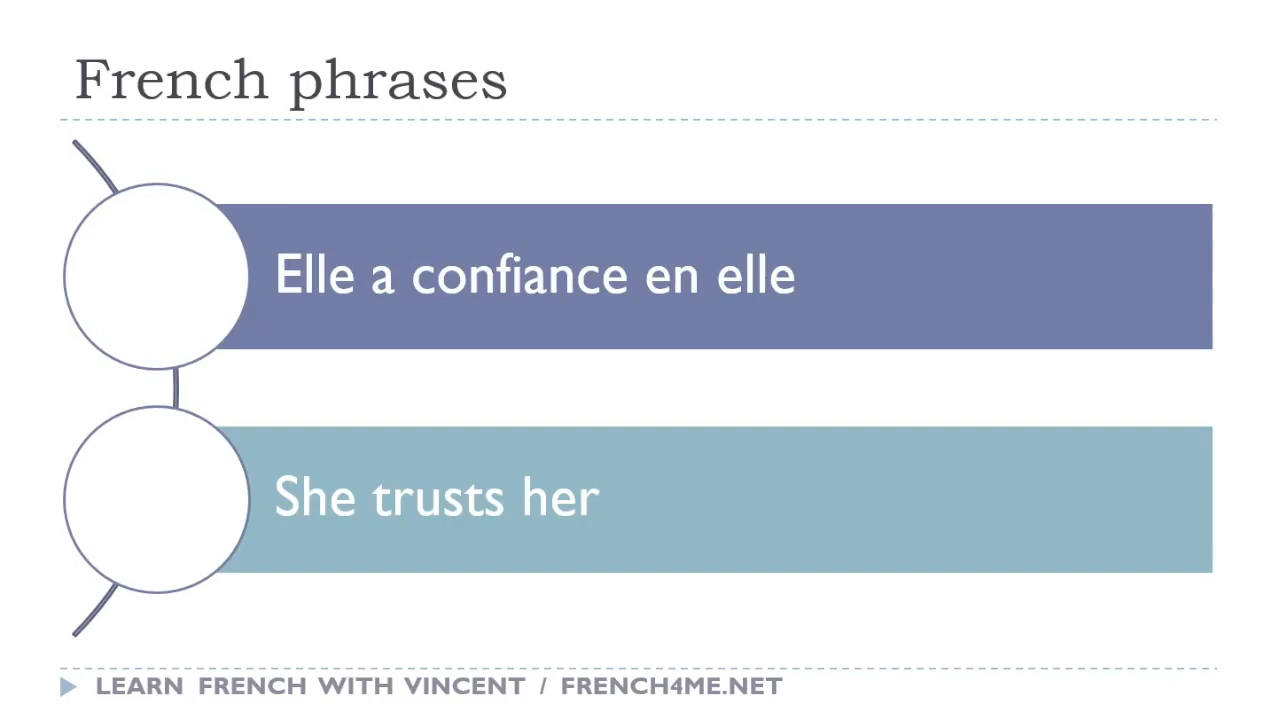 French phrases
Elle a confiance en elle
She trusts her
LEARN FRENCH WITH VINCENT / FRENCH4ME.NET